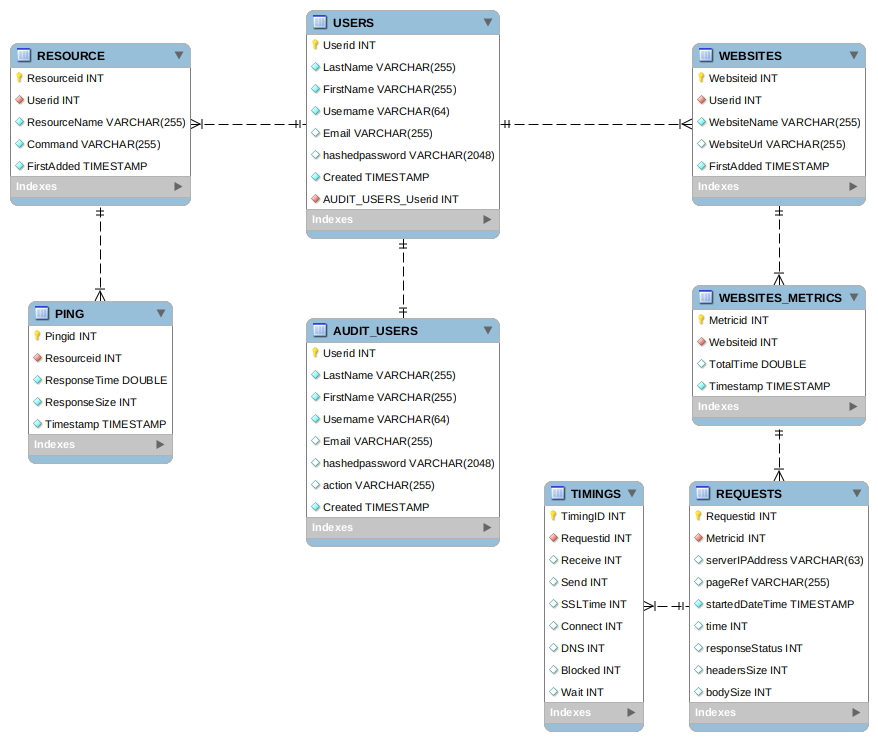 RESOURCE
Resourceid INT
Userid INT
ResourceName VARCHAR(255)
Command VARCHAR(255)
FirstAdded TIMESTAMP
Indexes
USERS
Userid INT
LastName VARCHAR(255)
FirstName VARCHAR(255)
Username VARCHAR(64)
Email VARCHAR(255)
hashedpassword VARCHAR(2048)
Created TIMESTAMP
AUDIT_USERS_Userid INT
Indexes
WEBSITES
Websiteid INT
Userid INT
WebsiteName VARCHAR(255)
WebsiteUrl VARCHAR(255)
FirstAdded TIMESTAMP
Indexes
PING
Pingid INT
Resourceid INT
ResponseTime DOUBLE
ResponseSize INT
Timestamp TIMESTAMP
Indexes
AUDIT_USERS
Userid INT
LastName VARCHAR(255)
FirstName VARCHAR(255)
Username VARCHAR(64)
Email VARCHAR(255)
hashedpassword VARCHAR(2048)
action VARCHAR(255)
Created TIMESTAMP
Indexes
WEBSITES_METRICS
Metricid INT
Websiteid INT
TotalTime DOUBLE
Timestamp TIMESTAMP
Indexes
TIMINGS
TimingID INT
Requestid INT
Receive INT
Send INT
SSLTime INT
Connect INT
DNS INT
Blocked INT
Wait INT
Indexes
REQUESTS
Requestid INT
Metricid INT
serverIPAddress VARCHAR(63)
pageRef VARCHAR(255)
startedDateTime TIMESTAMP
time INT
responseStatus INT
headersSize INT
bodySize INT
Indexes